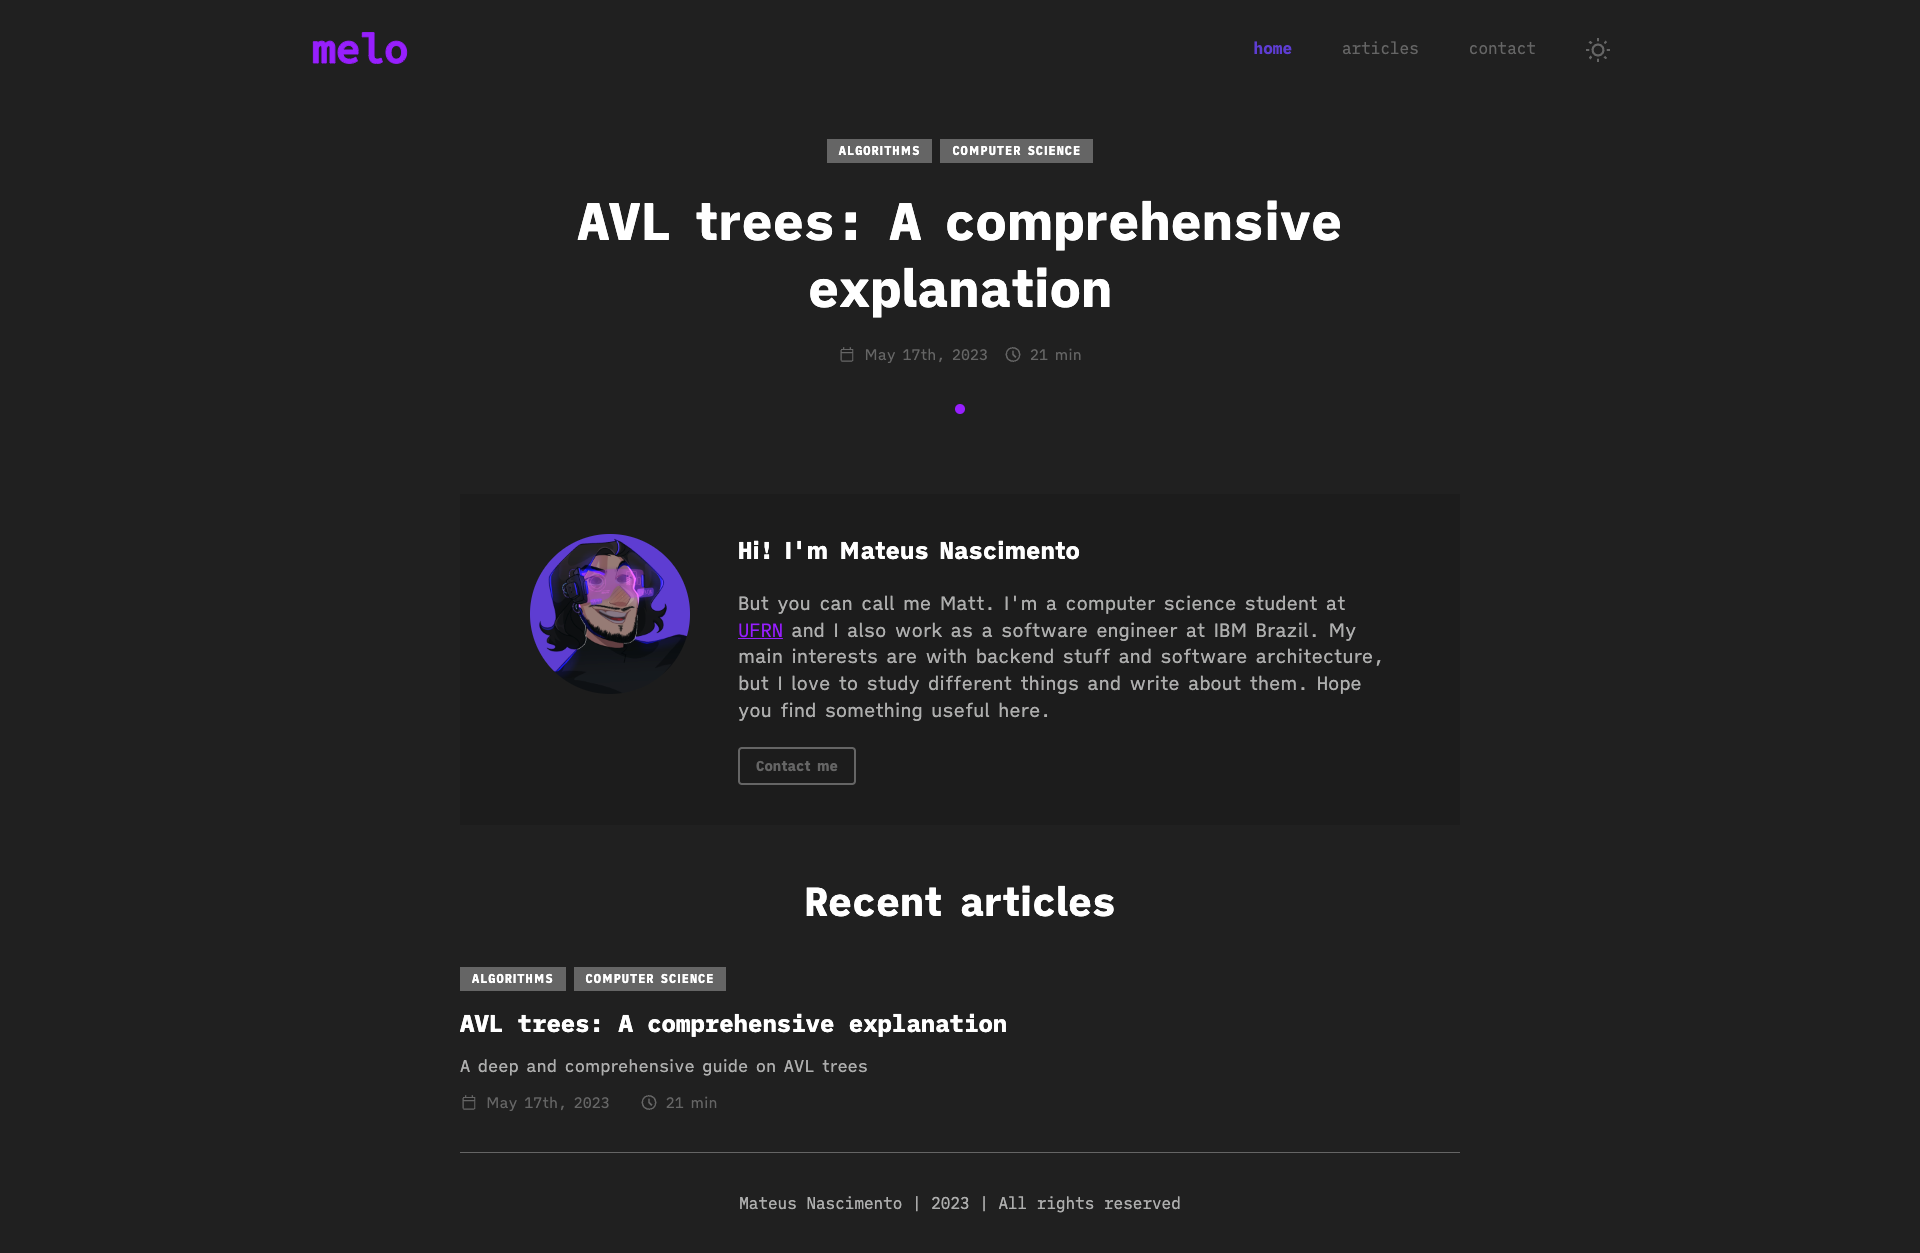 melo
home articles contact
ALGORITHMS COMPUTER SCIENCE
AVL trees: A comprehensive
explanation
May 17th, 2023 21 min
Hi! I'm Mateus Nascimento
But you can call me Matt. I'm a computer science student at
UFRN and I also work as a software engineer at IBM Brazil. My
main interests are with backend stuff and software architecture,
but I love to study different things and write about them. Hope
you find something useful here.
Contact me
Recent articles
ALGORITHMS COMPUTER SCIENCE
AVL trees: A comprehensive explanation
A deep and comprehensive guide on AVL trees
May 17th, 2023 21 min
Mateus Nascimento | 2023 | All rights reserved